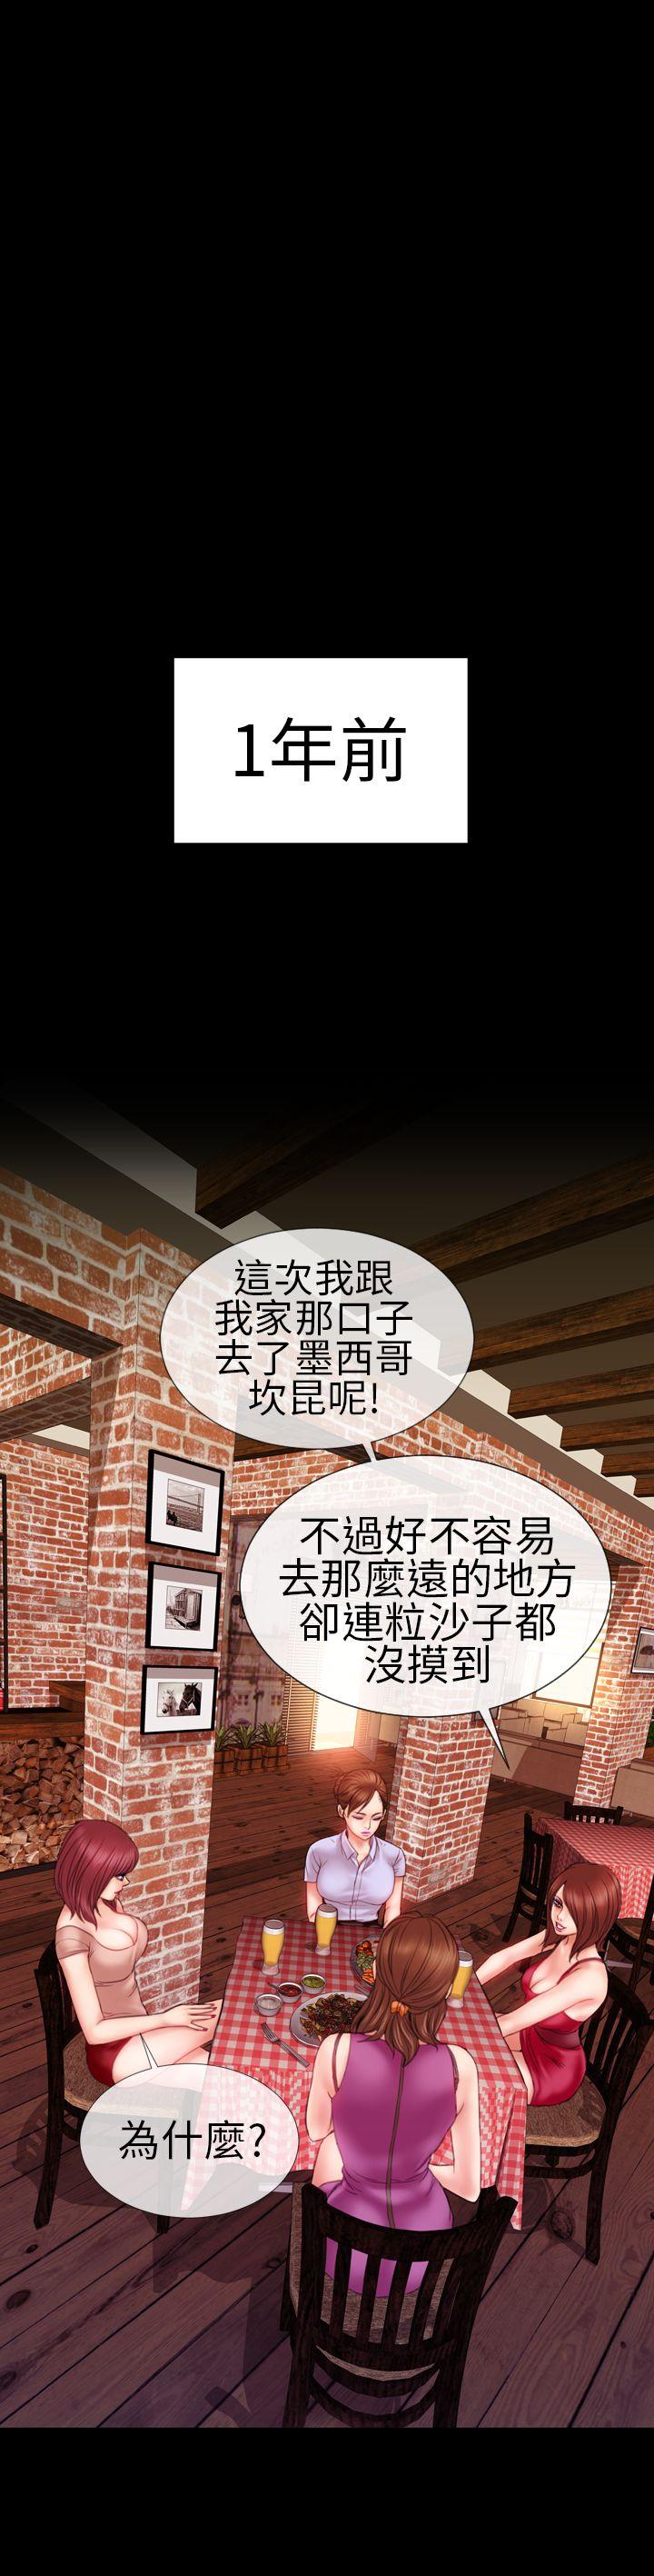 1年前
這次我跟
我家那口子
去了墨西哥
坎昆呢!
不過好不容易
去那麼遠的地方
卻連粒沙子都
沒摸到
為什麼?